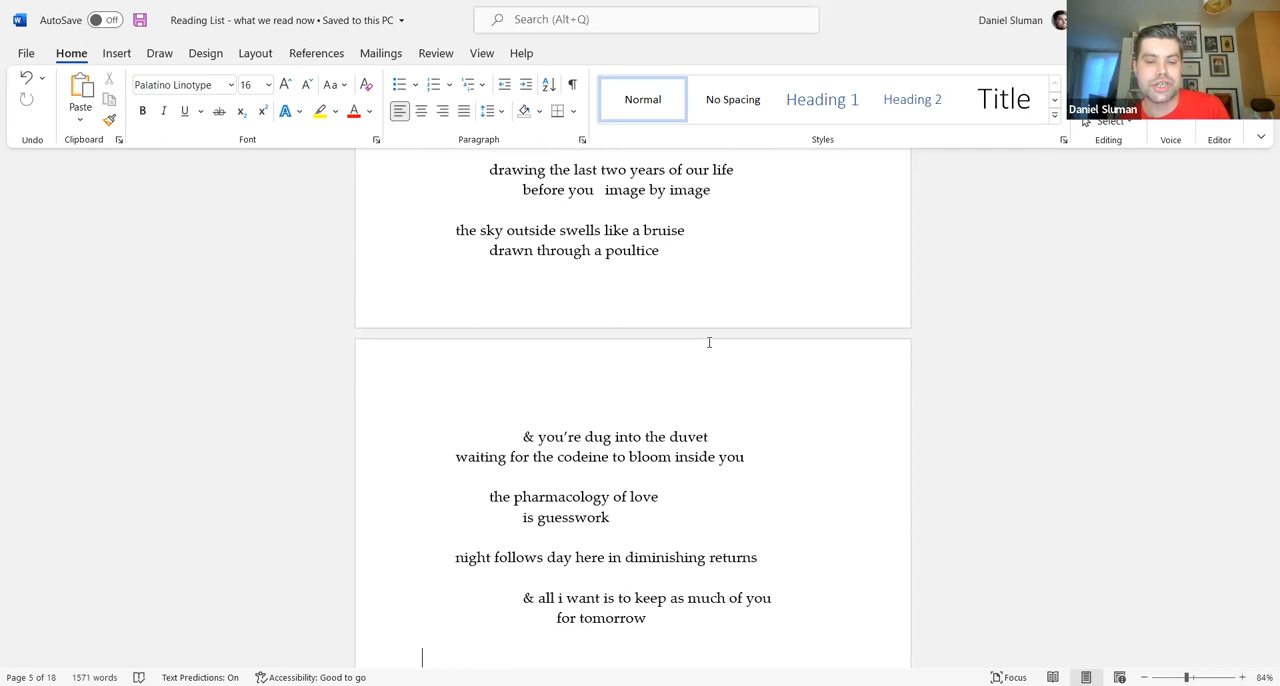 AutoSave Off Reading List - what we read now • Saved to this PC Search (Alt+Q) Daniel Sluman
File Home Insert Draw Design Layout References Mailings Review View Help
Palatino Linotype 16 Aa
Paste
Normal No Spacing Heading 1 Heading 2 Title
Daniel Sluman
Select
Undo Clipboard Font Paragraph Styles Editing Voice Editor
drawing the last two years of our life
before you image by image
the sky outside swells like a bruise
drawn through a poultice
& you’re dug into the duvet
waiting for the codeine to bloom inside you
the pharmacology of love
is guesswork
night follows day here in diminishing returns
& all i want is to keep as much of you
for tomorrow
Page 5 of 18 1571 words Text Predictions: On Accessibility: Good to go Focus 84%